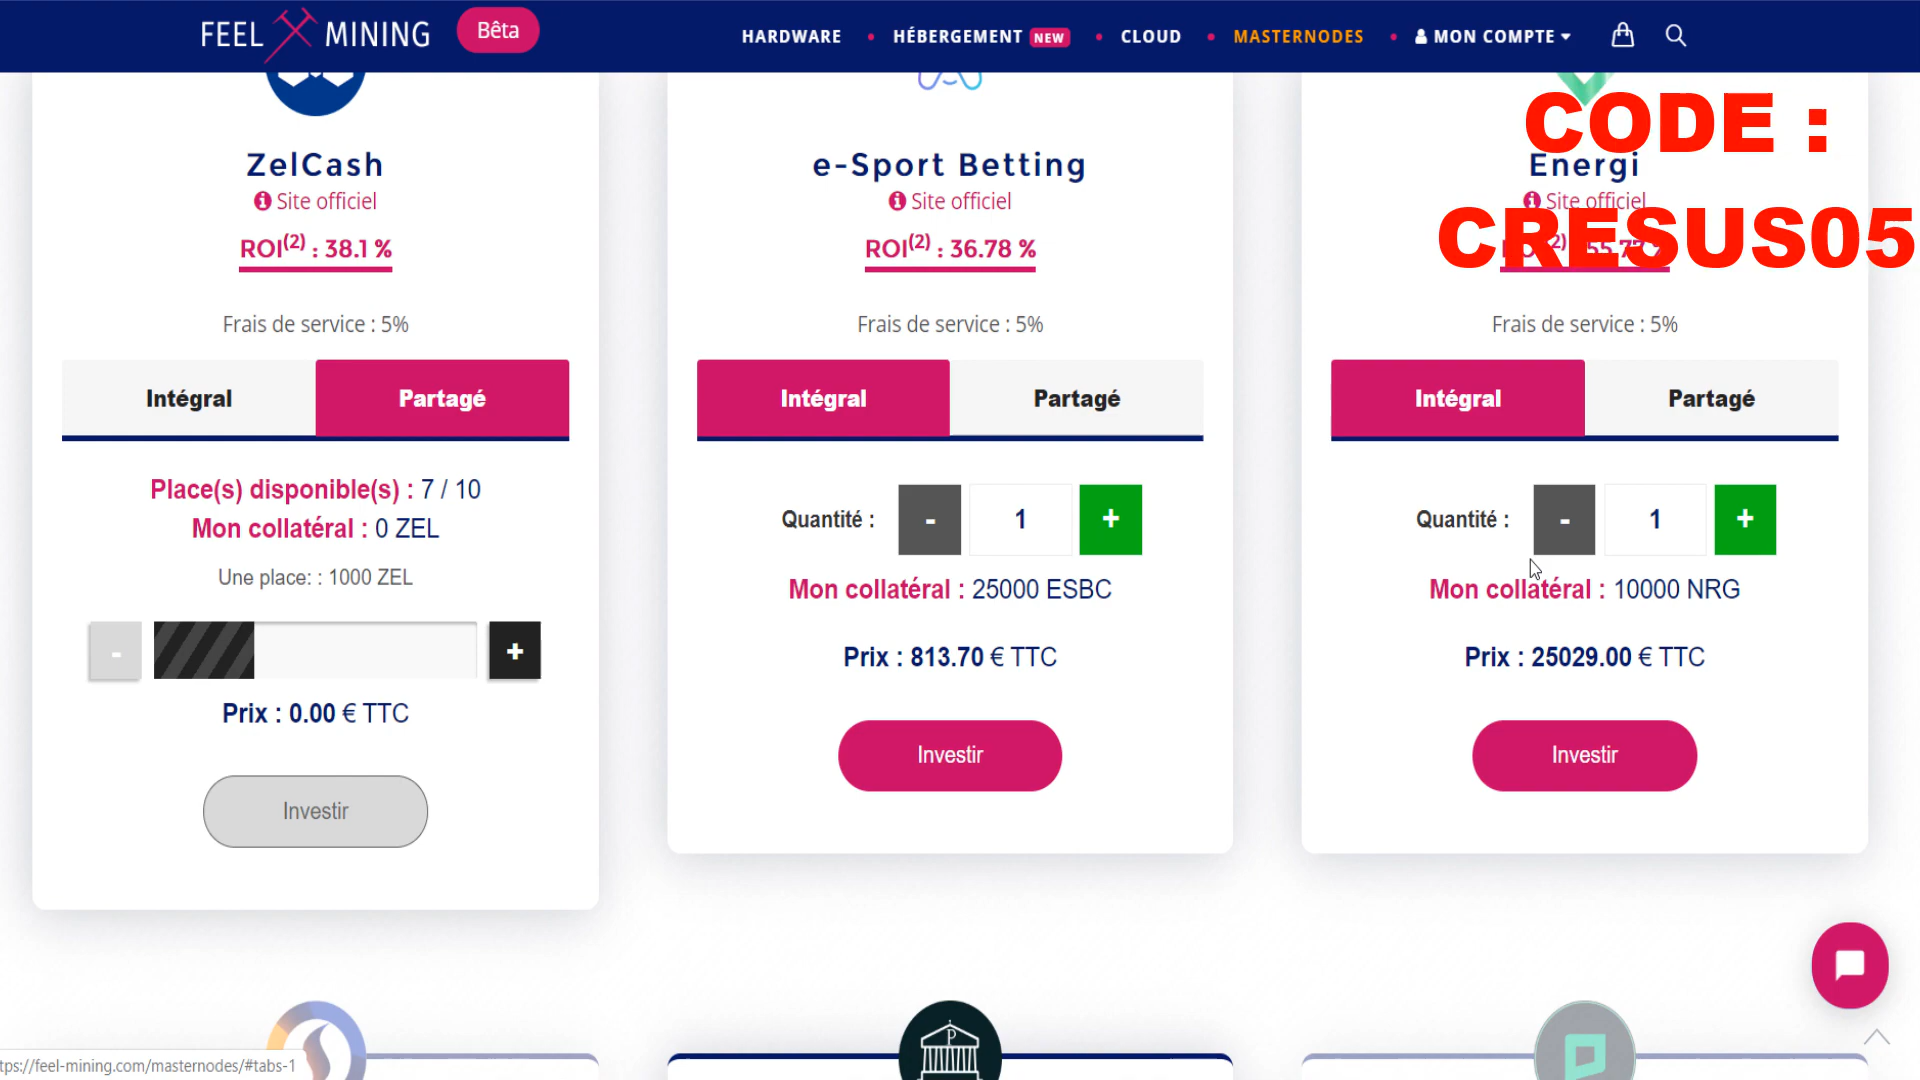 FEEL MINING Bêta HARDWARE • HÉBERGEMENT NEW • CLOUD • MASTERNODES • MON COMPTE
CODE :
CRESUS05
ZelCash
Site officiel
ROI(2) : 38.1 %
Frais de service : 5%
Intégral Partagé
Place(s) disponible(s) : 7 / 10
Mon collatéral : 0 ZEL
Une place: : 1000 ZEL
- +
Prix : 0.00 € TTC
Investir
e-Sport Betting
Site officiel
ROI(2) : 36.78 %
Frais de service : 5%
Intégral Partagé
Quantité : - 1 +
Mon collatéral : 25000 ESBC
Prix : 813.70 € TTC
Investir
Energi
Site officiel
Frais de service : 5%
Intégral Partagé
Quantité : - 1 +
Mon collatéral : 10000 NRG
Prix : 25029.00 € TTC
Investir
tps://feel-mining.com/masternodes/#tabs-1